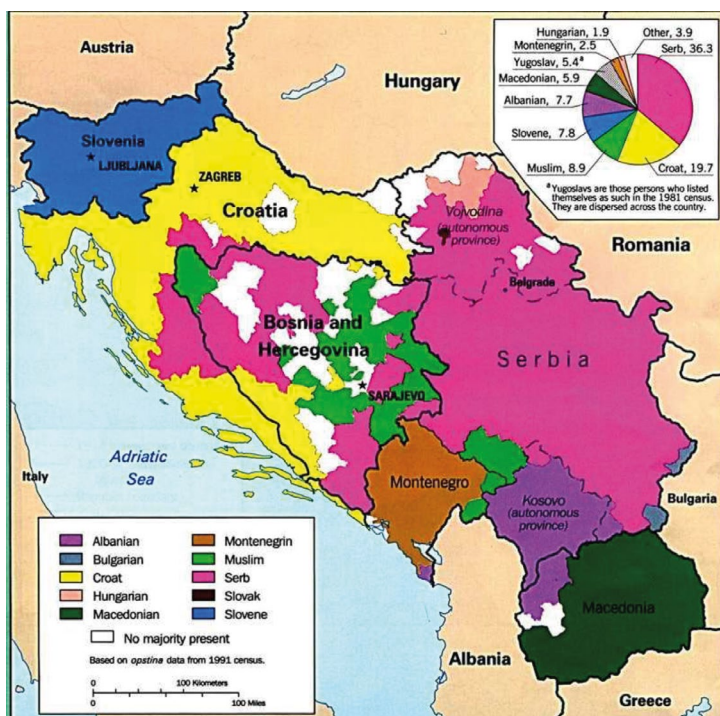 Austria
Hungary
Hungarian, 1.9
Other, 3.9
Montenegrin, 2.5
Serb, 36.3
Yugoslav, 5.4ª
Macedonian, 5.9
Albanian, 7.7
Slovene, 7.8
Muslim, 8.9
Croat, 19.7
ª Yugoslavs are those persons who listed
themselves as such in the 1981 census.
They are dispersed across the country.
Slovenia
LJUBLJANA
ZAGREB
Croatia
Vojvodina
(autonomous
province)
Romania
Belgrade
Bosnia and
Hercegovina
Serbia
SARAJEVO
Adriatic
Sea
Italy
Montenegro
Kosovo
(autonomous
province)
Bulgaria
Macedonia
Albania
Greece
Albanian
Bulgarian
Croat
Hungarian
Macedonian
Montenegrin
Muslim
Serb
Slovak
Slovene
No majority present
Based on opstina data from 1991 census.
0 100 Kilometers
0 100 Miles